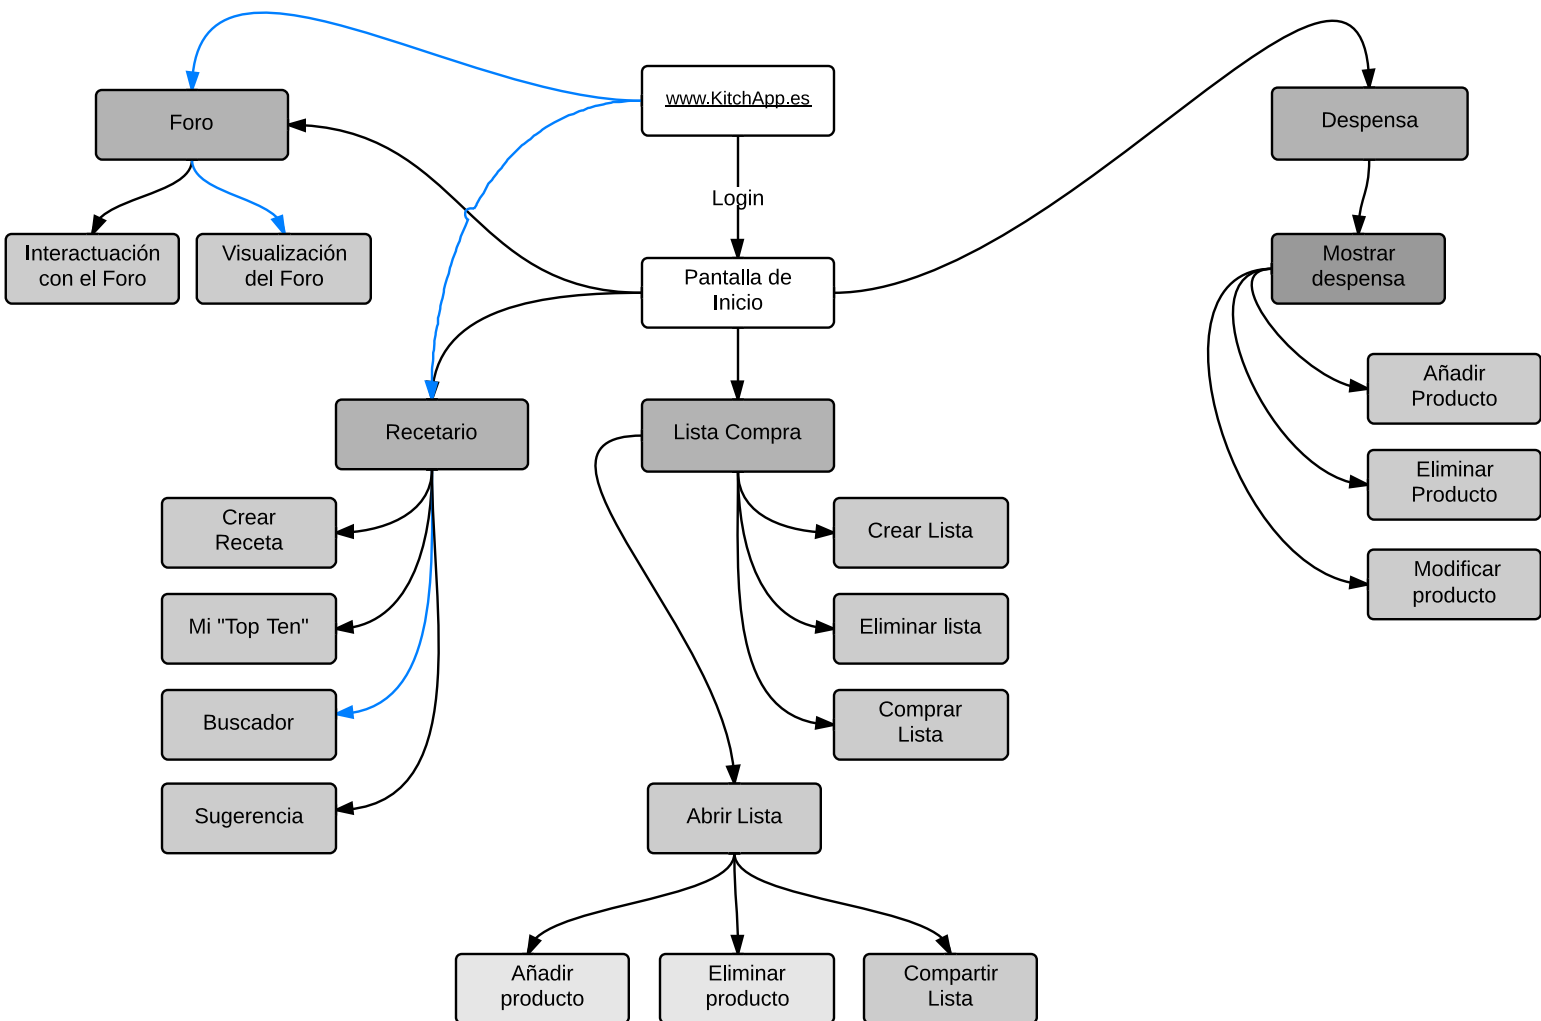 www.KitchApp.es
Foro
Despensa
Login
Interactuación
con el Foro
Visualización
del Foro
Pantalla de
Inicio
Mostrar
despensa
Añadir
Producto
Recetario
Lista Compra
Eliminar
Producto
Crear
Receta
Crear Lista
Modificar
producto
Mi "Top Ten"
Eliminar lista
Buscador
Comprar
Lista
Sugerencia
Abrir Lista
Añadir
producto
Eliminar
producto
Compartir
Lista